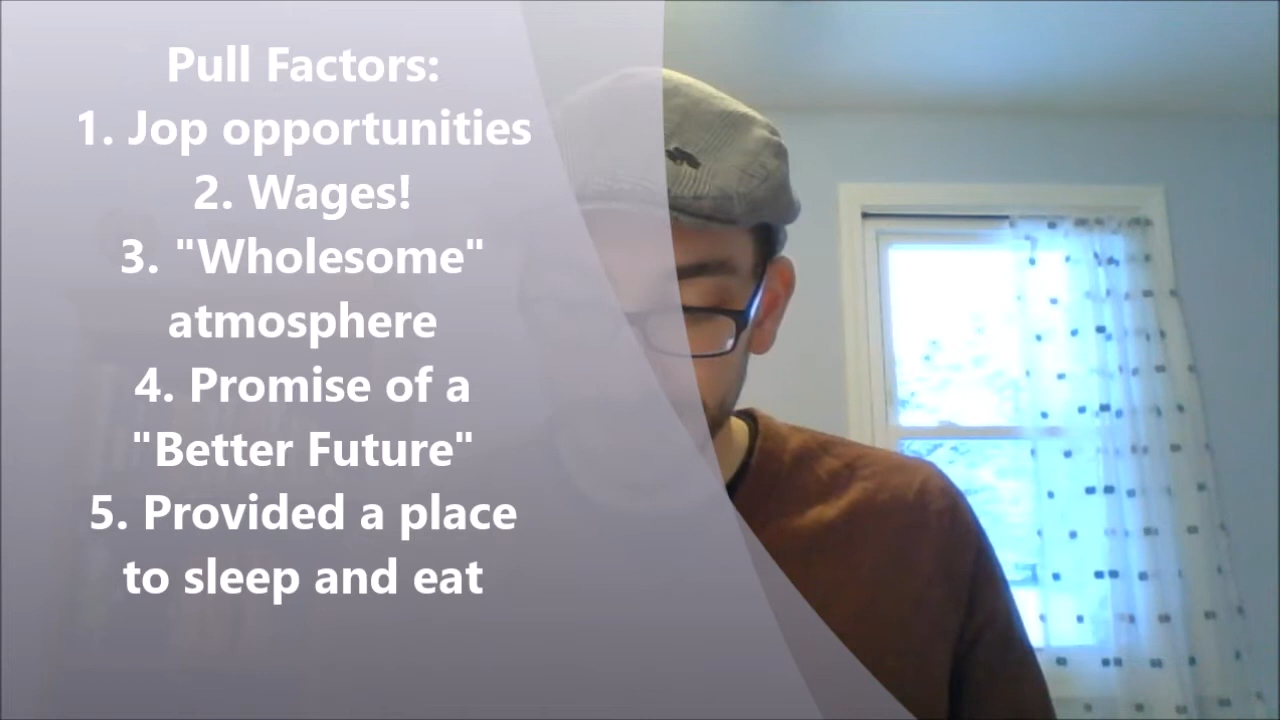 Pull Factors:
1. Jop opportunities
2. Wages!
3. "Wholesome"
atmosphere
4. Promise of a
"Better Future"
5. Provided a place
to sleep and eat